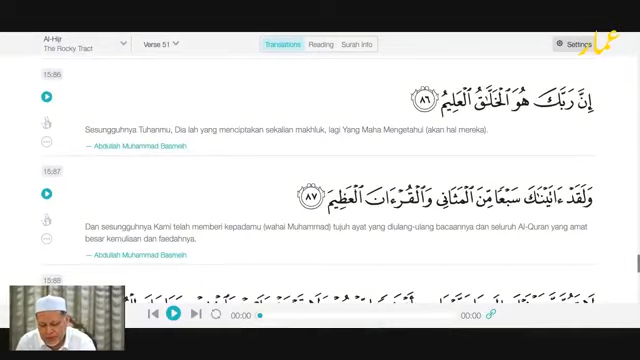 Al-Hijr
The Rocky Tract
Verse 51
Translations
Reading
Surah Info
Settings
عمار
15:86
إِنَّ رَبَّكَ هُوَ ٱلْخَلَّـٰقُ ٱلْعَلِيمُ ٨٦
Sesungguhnya Tuhanmu, Dia lah yang menciptakan sekalian makhluk, lagi Yang Maha Mengetahui (akan hal mereka).
— Abdullah Muhammad Basmeih
15:87
وَلَقَدْ ءَاتَيْنَـٰكَ سَبْعًا مِّنَ ٱلْمَثَانِى وَٱلْقُرْءَانَ ٱلْعَظِيمَ ٨٧
Dan sesungguhnya Kami telah memberi kepadamu (wahai Muhammad) tujuh ayat yang diulang-ulang bacaannya dan seluruh Al-Quran yang amat
besar kemuliaan dan faedahnya.
— Abdullah Muhammad Basmeih
15:88
00:00
00:00